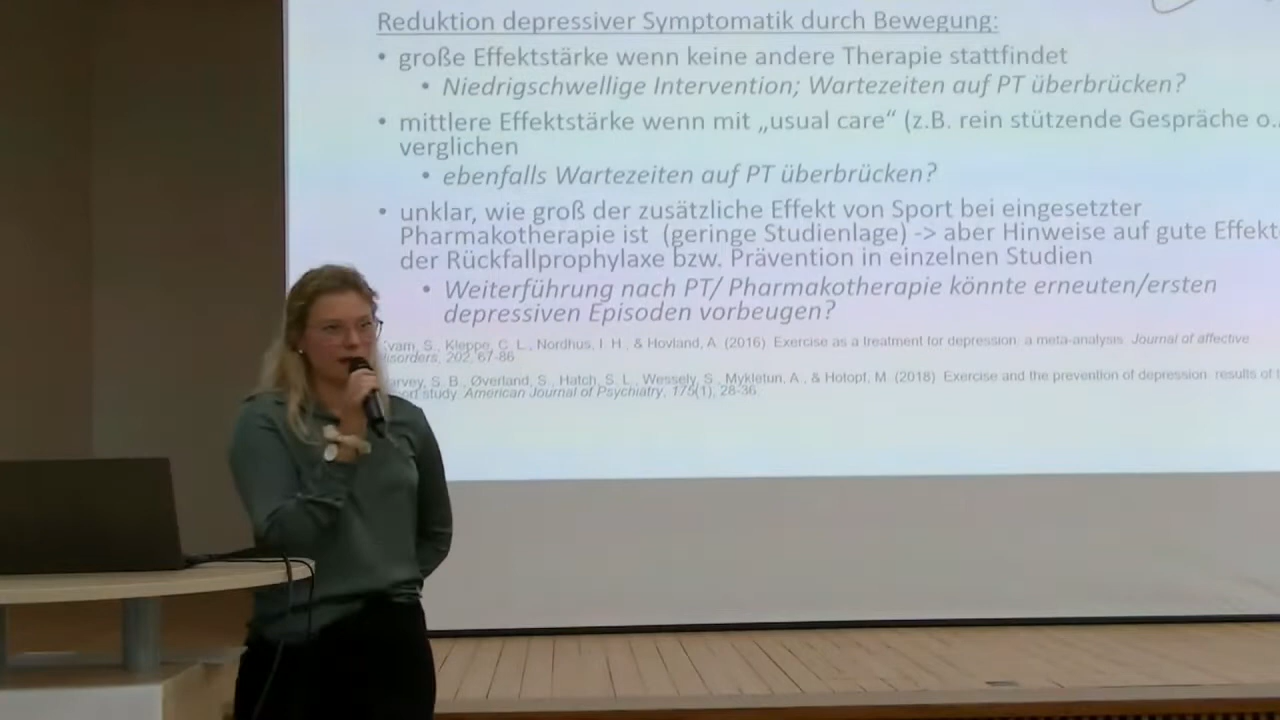 Reduktion depressiver Symptomatik durch Bewegung:
• große Effektstärke wenn keine andere Therapie stattfindet
• Niedrigschwellige Intervention; Wartezeiten auf PT überbrücken?
• mittlere Effektstärke wenn mit „usual care“ (z.B. rein stützende Gespräche o.
verglichen
• ebenfalls Wartezeiten auf PT überbrücken?
• unklar, wie groß der zusätzliche Effekt von Sport bei eingesetzter
Pharmakotherapie ist (geringe Studienlage) -> aber Hinweise auf gute Effekt
der Rückfallprophylaxe bzw. Prävention in einzelnen Studien
• Weiterführung nach PT/ Pharmakotherapie könnte erneuten/ersten
depressiven Episoden vorbeugen?
vam, S., Kleppe, C. L., Nordhus, I. H., & Hovland, A. (2016). Exercise as a treatment for depression: a meta-analysis. Journal of affective
isorders, 202, 67-86.
rvey, S. B., Øverland, S., Hatch, S. L., Wessely, S., Mykletun, A., & Hotopf, M. (2018). Exercise and the prevention of depression: results of
study. American Journal of Psychiatry, 175(1), 28-36.